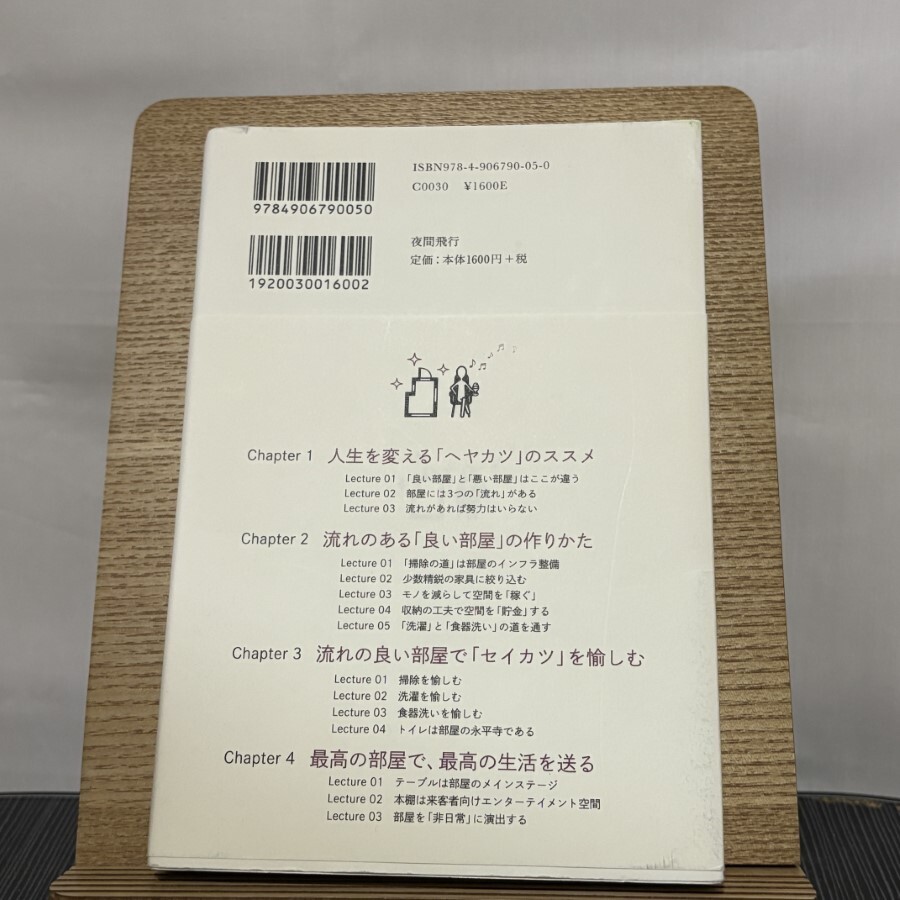 ISBN978-4-906790-05-0
C0030 ¥1600E
9784906790050
夜間飛行
定価：本体1600円＋税
1920030016002
Chapter 1 人生を変える「ヘヤカツ」のススメ
Lecture 01 「良い部屋」と「悪い部屋」はここが違う
Lecture 02 部屋には3つの「流れ」がある
Lecture 03 流れがあれば努力はいらない
Chapter 2 流れのある「良い部屋」の作りかた
Lecture 01 「掃除の道」は部屋のインフラ整備
Lecture 02 少数精鋭の家具に絞り込む
Lecture 03 モノを減らして空間を「稼ぐ」
Lecture 04 収納の工夫で空間を「貯金」する
Lecture 05 「洗濯」と「食器洗い」の道を通す
Chapter 3 流れの良い部屋で「セイカツ」を愉しむ
Lecture 01 掃除を愉しむ
Lecture 02 洗濯を愉しむ
Lecture 03 食器洗いを愉しむ
Lecture 04 トイレは部屋の永平寺である
Chapter 4 最高の部屋で、最高の生活を送る
Lecture 01 テーブルは部屋のメインステージ
Lecture 02 本棚は来客者向けエンターテイメント空間
Lecture 03 部屋を「非日常」に演出する